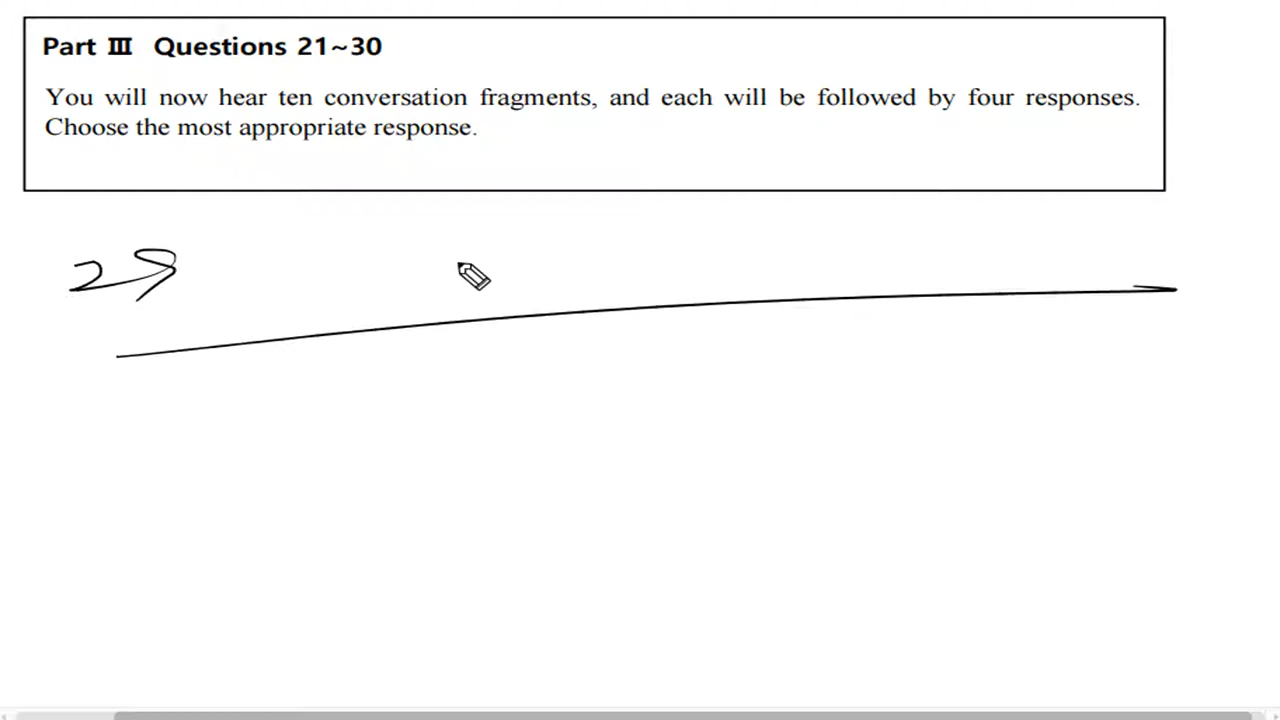 Part Ⅲ Questions 21~30
You will now hear ten conversation fragments, and each will be followed by four responses.
Choose the most appropriate response.